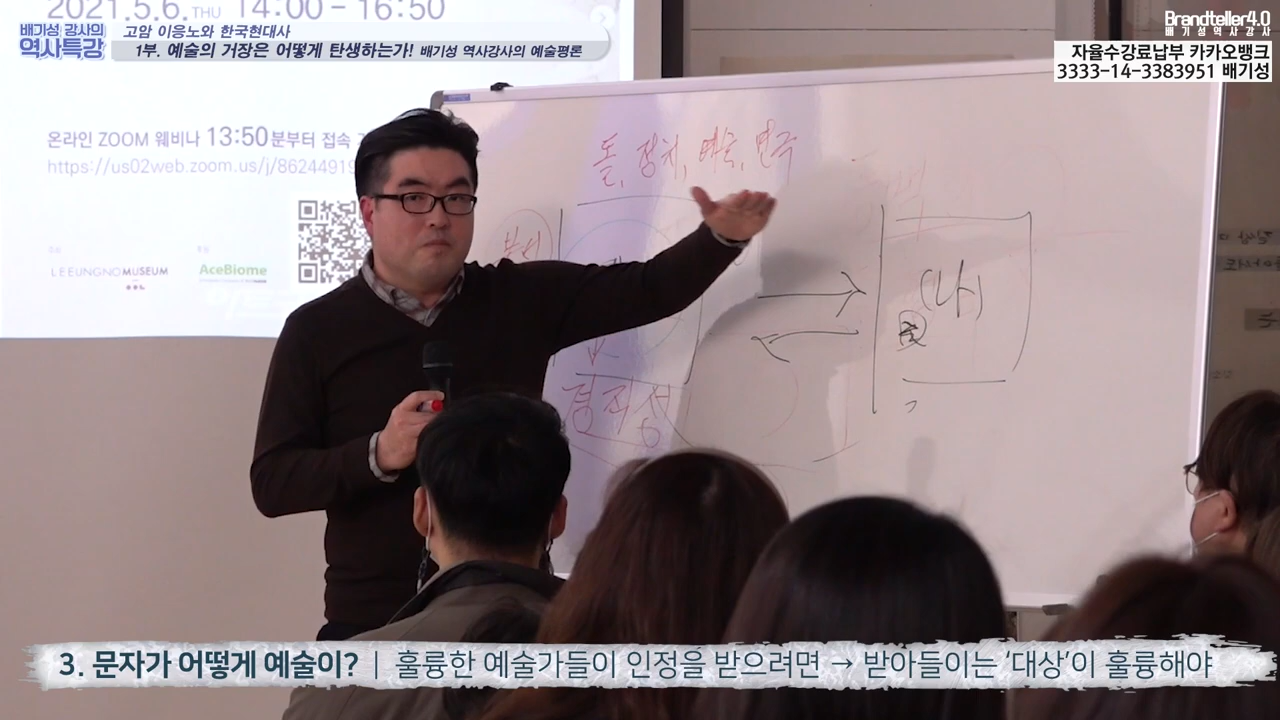 2021.5.6.THU 14:00 - 16:50
배기성 강사의
역사특강
고암 이응노와 한국현대사
1부. 예술의 거장은 어떻게 탄생하는가! 배기성 역사강사의 예술평론
Brandteller4.0
배기성역사강사
자율수강료납부 카카오뱅크
3333-14-3383951 배기성
온라인 ZOOM 웨비나 13:50분부터 접속
https://us02web.zoom.us/j/8624491
LEEUNGNO MUSEUM
AceBiome
돌, 정치, 예술, 연극
(나)
경직성
3. 문자가 어떻게 예술이? | 훌륭한 예술가들이 인정을 받으려면 → 받아들이는 '대상'이 훌륭해야